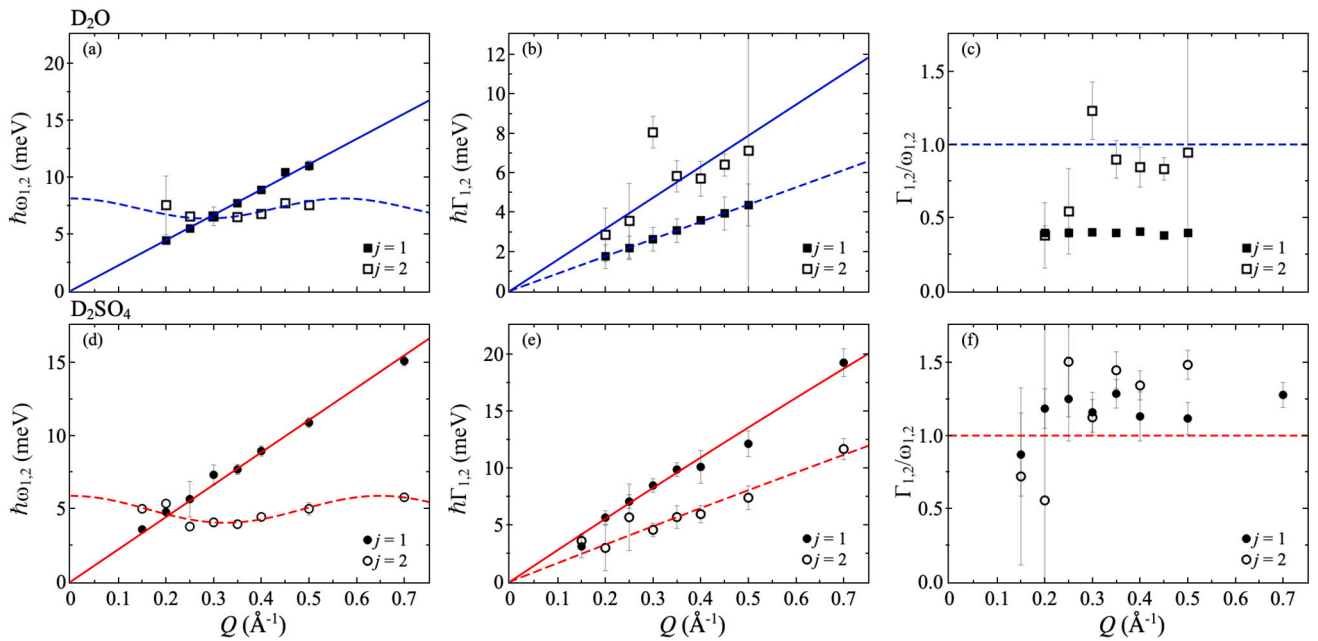 D₂O
(a)
ħω₁,₂ (meV)
20
15
10
5
0
j = 1
j = 2
(b)
ħΓ₁,₂ (meV)
12
10
8
6
4
2
0
j = 1
j = 2
(c)
Γ₁,₂/ω₁,₂
1.5
1.0
0.5
0.0
j = 1
j = 2
D₂SO₄
(d)
ħω₁,₂ (meV)
15
10
5
0
j = 1
j = 2
0 0.1 0.2 0.3 0.4 0.5 0.6 0.7
Q (Å⁻¹)
(e)
ħΓ₁,₂ (meV)
20
15
10
5
0
j = 1
j = 2
0 0.1 0.2 0.3 0.4 0.5 0.6 0.7
Q (Å⁻¹)
(f)
Γ₁,₂/ω₁,₂
1.5
1.0
1.5
0.0
j = 1
j = 2
0 0.1 0.2 0.3 0.4 0.5 0.6 0.7
Q (Å⁻¹)